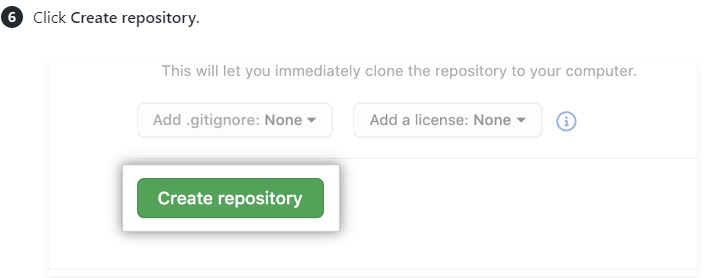 6 Click Create repository.
This will let you immediately clone the repository to your computer.
Add .gitignore: None Add a license: None
Create repository